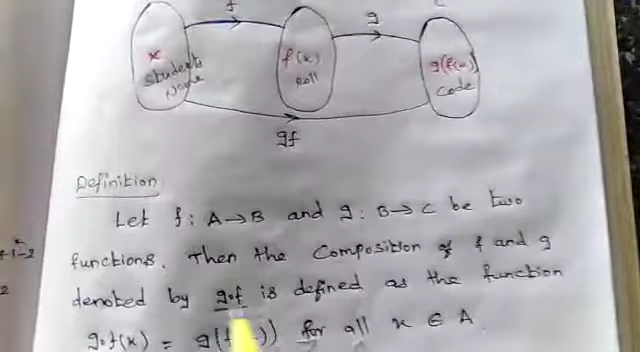 f
g
x
Student
Name
f(x)
Roll
g(f(x))
Code
gf
Definition
Let f: A→B and g: B→C be two
functions. Then the composition of f and g
denoted by g∘f is defined as the function
g∘f(x) = g( )) for all x ∈ A.